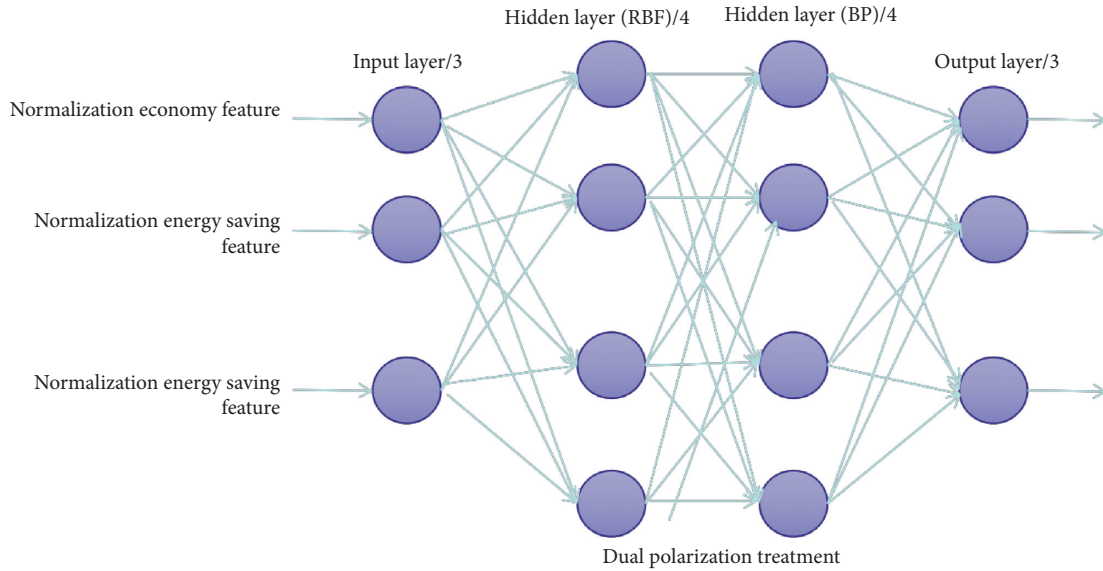 Hidden layer (RBF)/4
Hidden layer (BP)/4
Input layer/3
Output layer/3
Normalization economy feature
Normalization energy saving
feature
Normalization energy saving
feature
Dual polarization treatment